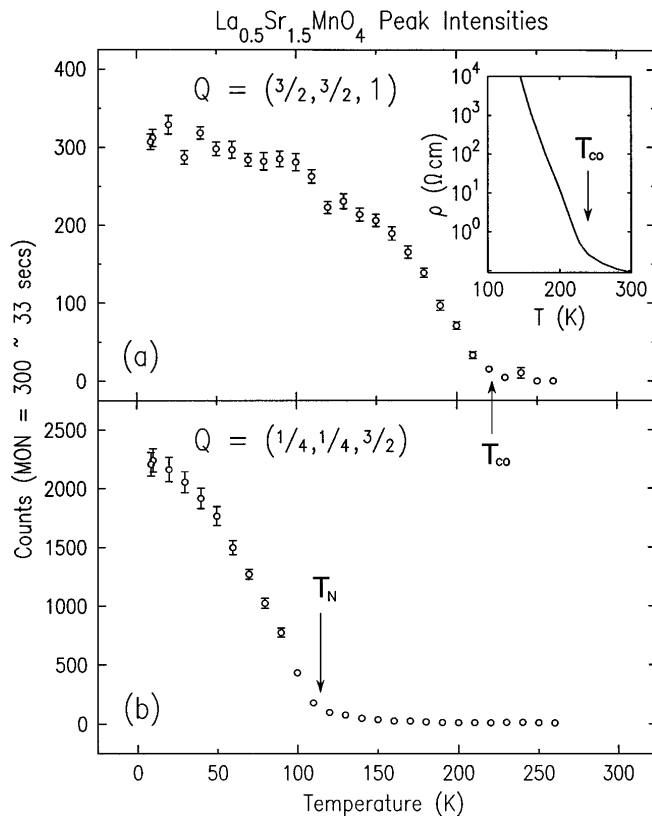 La0.5Sr1.5MnO4 Peak Intensities
400
300
200
100
0
Q = (3/2, 3/2, 1)
(a)
10^4
10^3
10^2
10^1
10^0
ρ (Ω cm)
Tco
100 200 300
T (K)
Tco
Counts (MON = 300 ~ 33 secs)
2500
2000
1500
1000
500
0
Q = (1/4, 1/4, 3/2)
TN
(b)
0 50 100 150 200 250 300
Temperature (K)